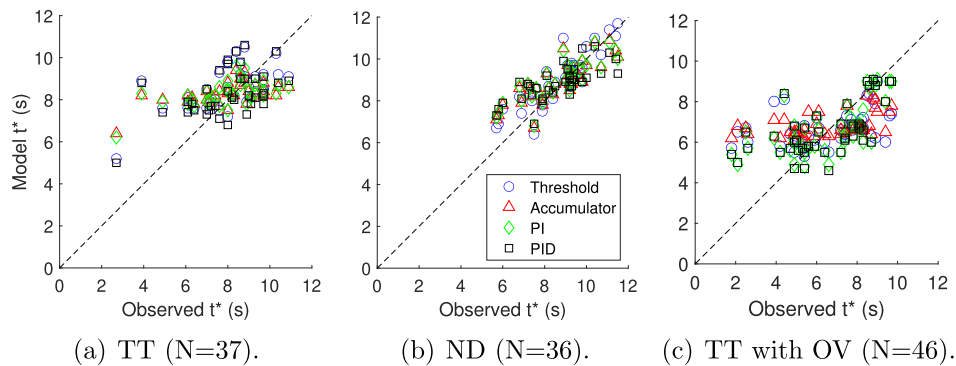 12
10
8
6
4
2
0
Model t* (s)
0 2 4 6 8 10 12
Observed t* (s)
(a) TT (N=37).
12
10
8
6
4
2
0
Threshold
Accumulator
PI
PID
0 2 4 6 8 10 12
Observed t* (s)
(b) ND (N=36).
12
10
8
6
4
2
0
0 2 4 6 8 10 12
Observed t* (s)
(c) TT with OV (N=46).